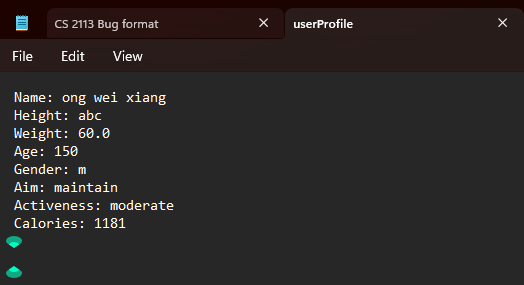 CS 2113 Bug format
userProfile
File Edit View
Name: ong wei xiang
Height: abc
Weight: 60.0
Age: 150
Gender: m
Aim: maintain
Activeness: moderate
Calories: 1181